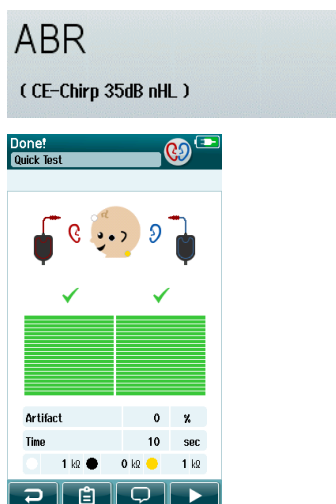 ABR
( CE-Chirp 35dB nHL )
Done!
Quick Test
Artifact 0 %
Time 10 sec
1 kΩ 0 kΩ 1 kΩ